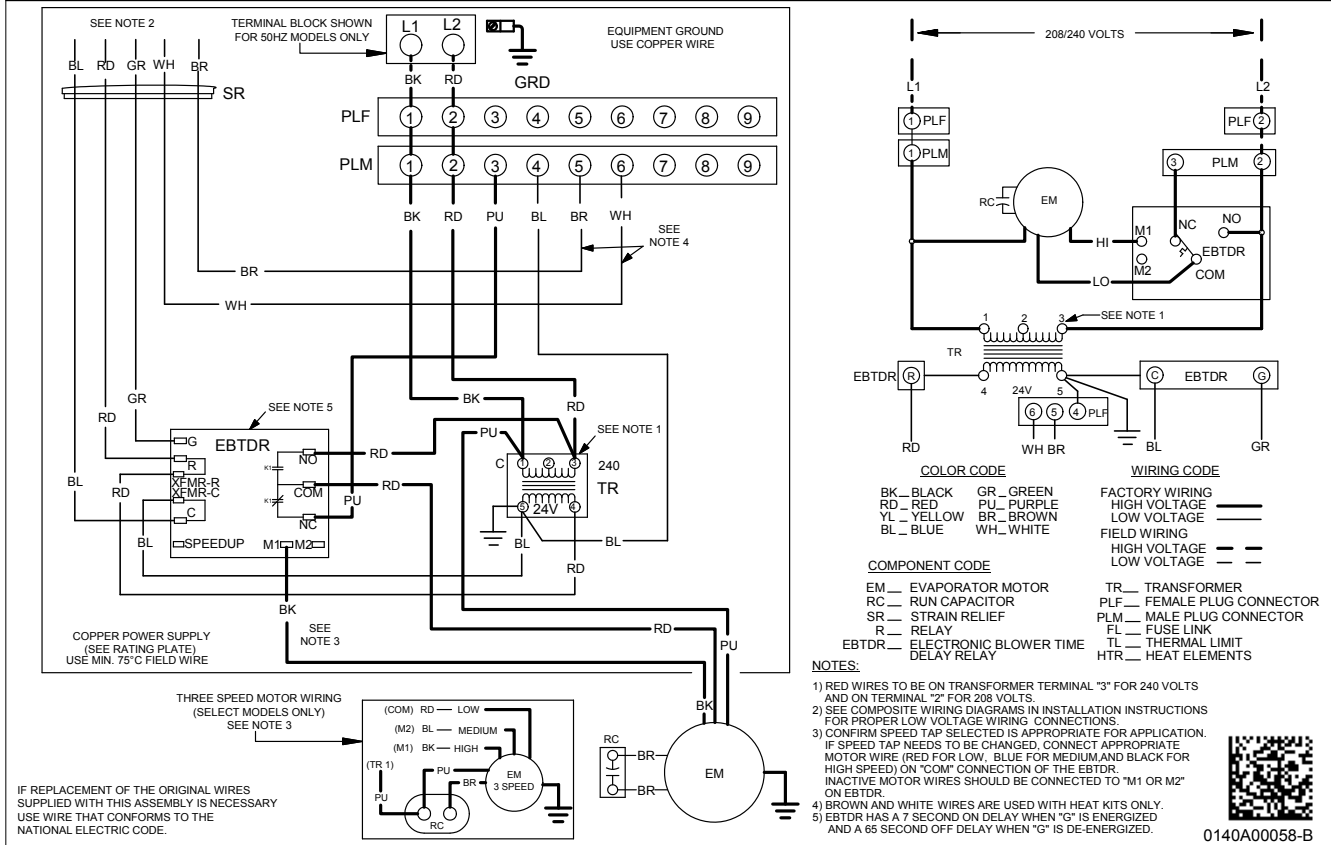 SEE NOTE 2
BL RD GR WH BR
SR
TERMINAL BLOCK SHOWN
FOR 50HZ MODELS ONLY
L1 L2
EQUIPMENT GROUND
USE COPPER WIRE
BK RD
GRD
PLF 1 2 3 4 5 6 7 8 9
PLM 1 2 3 4 5 6 7 8 9
BK RD PU BL BR WH
SEE
NOTE 4
BR
WH
GR
RD
BL
RD
SEE NOTE 5
EBTDR
G
R
XFMR-R
XFMR-C
C
SPEEDUP
M1 M2
K1
K1
NO
COM
NC
BK
RD
PU
RD
RD
PU
SEE NOTE 1
C 1 2 3 240
TR
24V
5 4
BL
BL
RD
BL
BK
SEE
NOTE 3
RD
PU
BK
COPPER POWER SUPPLY
(SEE RATING PLATE)
USE MIN. 75°C FIELD WIRE
THREE SPEED MOTOR WIRING
(SELECT MODELS ONLY)
SEE NOTE 3
(COM) RD LOW
(M2) BL MEDIUM
(M1) BK HIGH
(TR 1)
PU
PU
BR
EM
3 SPEED
RC
RC
BR
BR
EM
IF REPLACEMENT OF THE ORIGINAL WIRES
SUPPLIED WITH THIS ASSEMBLY IS NECESSARY
USE WIRE THAT CONFORMS TO THE
NATIONAL ELECTRIC CODE.
208/240 VOLTS
L1 L2
1 PLF
PLF 2
1 PLM
3 PLM 2
RC
EM
HI
LO
M1
M2
NC
NO
EBTDR
COM
1 2 3
SEE NOTE 1
TR
EBTDR R
4 24V 5
6 5 4 PLF
C EBTDR G
RD
WH BR
BL
GR
COLOR CODE
BK BLACK GR GREEN
RD RED PU PURPLE
YL YELLOW BR BROWN
BL BLUE WH WHITE
WIRING CODE
FACTORY WIRING
HIGH VOLTAGE
LOW VOLTAGE
FIELD WIRING
HIGH VOLTAGE
LOW VOLTAGE
COMPONENT CODE
EM EVAPORATOR MOTOR
RC RUN CAPACITOR
SR STRAIN RELIEF
R RELAY
EBTDR ELECTRONIC BLOWER TIME
DELAY RELAY
TR TRANSFORMER
PLF FEMALE PLUG CONNECTOR
PLM MALE PLUG CONNECTOR
FL FUSE LINK
TL THERMAL LIMIT
HTR HEAT ELEMENTS
NOTES:
1) RED WIRES TO BE ON TRANSFORMER TERMINAL "3" FOR 240 VOLTS
AND ON TERMINAL "2" FOR 208 VOLTS.
2) SEE COMPOSITE WIRING DIAGRAMS IN INSTALLATION INSTRUCTIONS
FOR PROPER LOW VOLTAGE WIRING CONNECTIONS.
3) CONFIRM SPEED TAP SELECTED IS APPROPRIATE FOR APPLICATION.
IF SPEED TAP NEEDS TO BE CHANGED, CONNECT APPROPRIATE
MOTOR WIRE (RED FOR LOW, BLUE FOR MEDIUM,AND BLACK FOR
HIGH SPEED) ON "COM" CONNECTION OF THE EBTDR.
INACTIVE MOTOR WIRES SHOULD BE CONNECTED TO "M1 OR M2"
ON EBTDR.
4) BROWN AND WHITE WIRES ARE USED WITH HEAT KITS ONLY.
5) EBTDR HAS A 7 SECOND ON DELAY WHEN "G" IS ENERGIZED
AND A 65 SECOND OFF DELAY WHEN "G" IS DE-ENERGIZED.
0140A00058-B